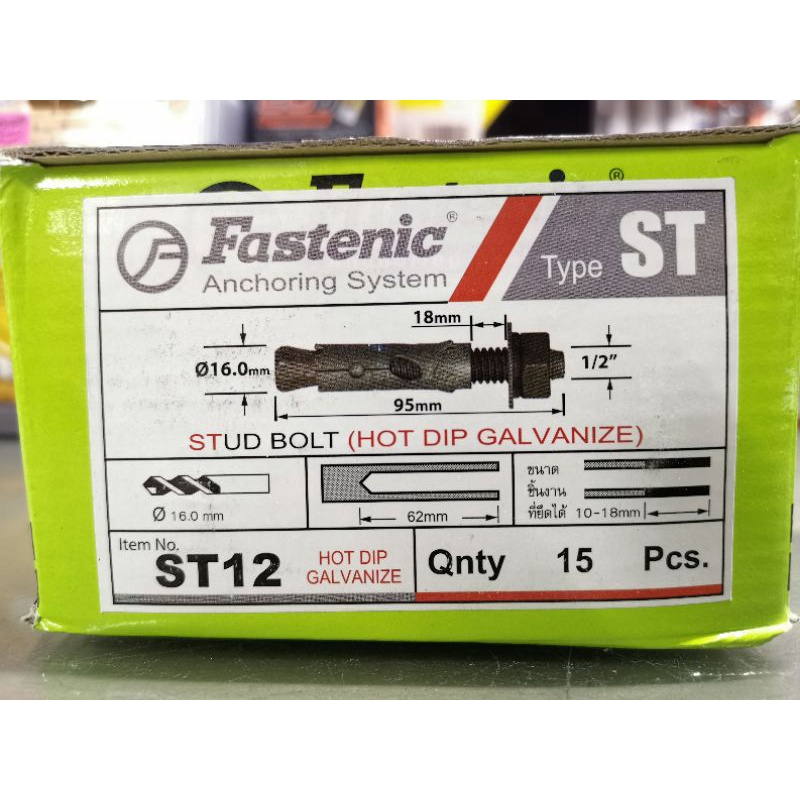 Fastenic ®
Fastenic®
Anchoring System
Type ST
18mm
Ø16.0mm
1/2"
95mm
STUD BOLT (HOT DIP GALVANIZE)
Ø 16.0 mm
62mm
ขนาด
ชิ้นงาน
ที่ยึดได้ 10-18mm
Item No.
ST12
HOT DIP
GALVANIZE
Qnty 15 Pcs.